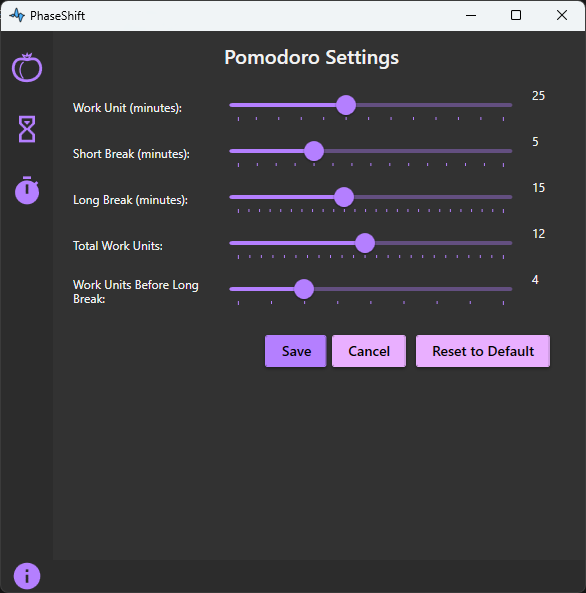 PhaseShift
Pomodoro Settings
Work Unit (minutes):
25
Short Break (minutes):
5
Long Break (minutes):
15
Total Work Units:
12
Work Units Before Long
Break:
4
Save
Cancel
Reset to Default